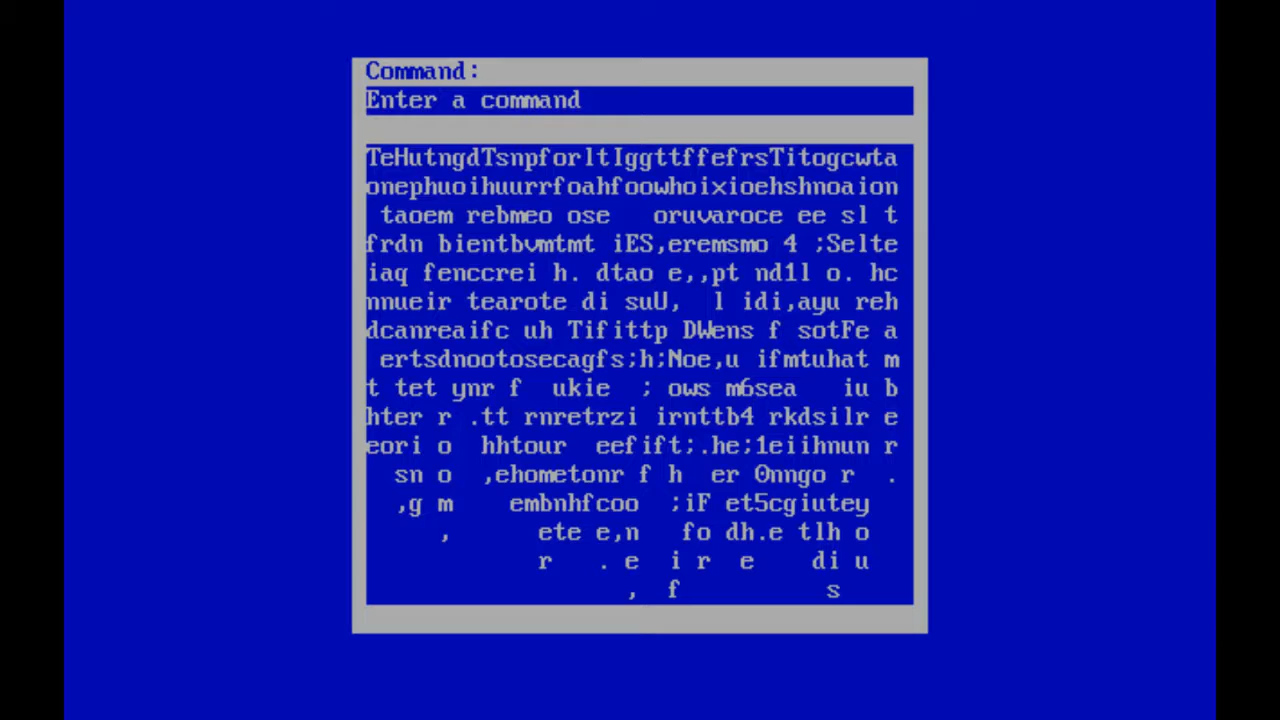 Command:
Enter a command
TeHutngdTsnpforltIggttffefrsTitogcwta
onephuoihuurrfoahfoowhoixioehshnoaion
taoem rebmeo ose   oruvaroce ee sl t
frdn bientbvmtmt iES,eremsmo 4 ;Selte
iaq fenccrei h. dtao e,,pt nd1l o. hc
nnueir tearote di suU,  l idi,ayu reh
dcanreaifc uh Tifittp DWens f sotFe a
ertsdnootosecagfs;h;Noe,u ifmtuhat m
t tet ynr f  ukie  ; ows m6sea   iu b
hter r .tt rnretrzi irnttb4 rkdsilr e
eori o  hhtour  eefift;.he;1eiihnun r
sn o  ,ehometonr f h  er 0nngo r  .
,g m    embnhfcoo  ;iF et5cgiutey
,      ete e,n   fo dh.e tlh o
r   . e  i r  e    di u
,  f          s